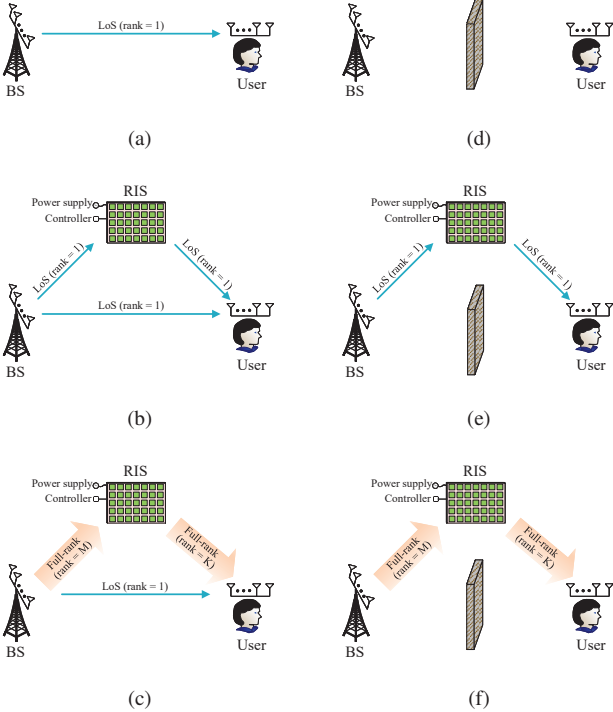 LoS (rank = 1)
BS
User
(a)
BS
User
(d)
RIS
Power supply
Controller
LoS (rank = 1)
LoS (rank = 1)
LoS (rank = 1)
BS
User
(b)
RIS
Power supply
Controller
LoS (rank = 1)
LoS (rank = 1)
BS
User
(e)
RIS
Power supply
Controller
Full-rank
(rank = M)
Full-rank
(rank = K)
LoS (rank = 1)
BS
User
(c)
RIS
Power supply
Controller
Full-rank
(rank = M)
Full-rank
(rank = K)
BS
User
(f)